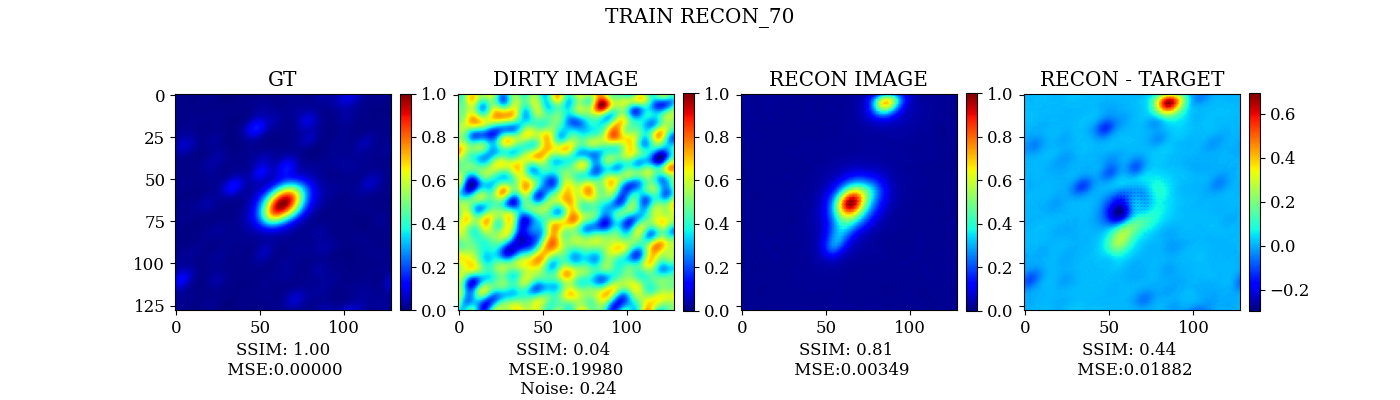 TRAIN RECON_70
GT
DIRTY IMAGE
RECON IMAGE
RECON - TARGET
0
25
50
75
100
125
0
50
100
1.0
0.8
0.6
0.4
0.2
0.0
0
50
100
1.0
0.8
0.6
0.4
0.2
0.0
0
50
100
1.0
0.8
0.6
0.4
0.2
0.0
0
50
100
0.6
0.4
0.2
0.0
−0.2
SSIM: 1.00
MSE:0.00000
SSIM: 0.04
MSE:0.19980
Noise: 0.24
SSIM: 0.81
MSE:0.00349
SSIM: 0.44
MSE:0.01882